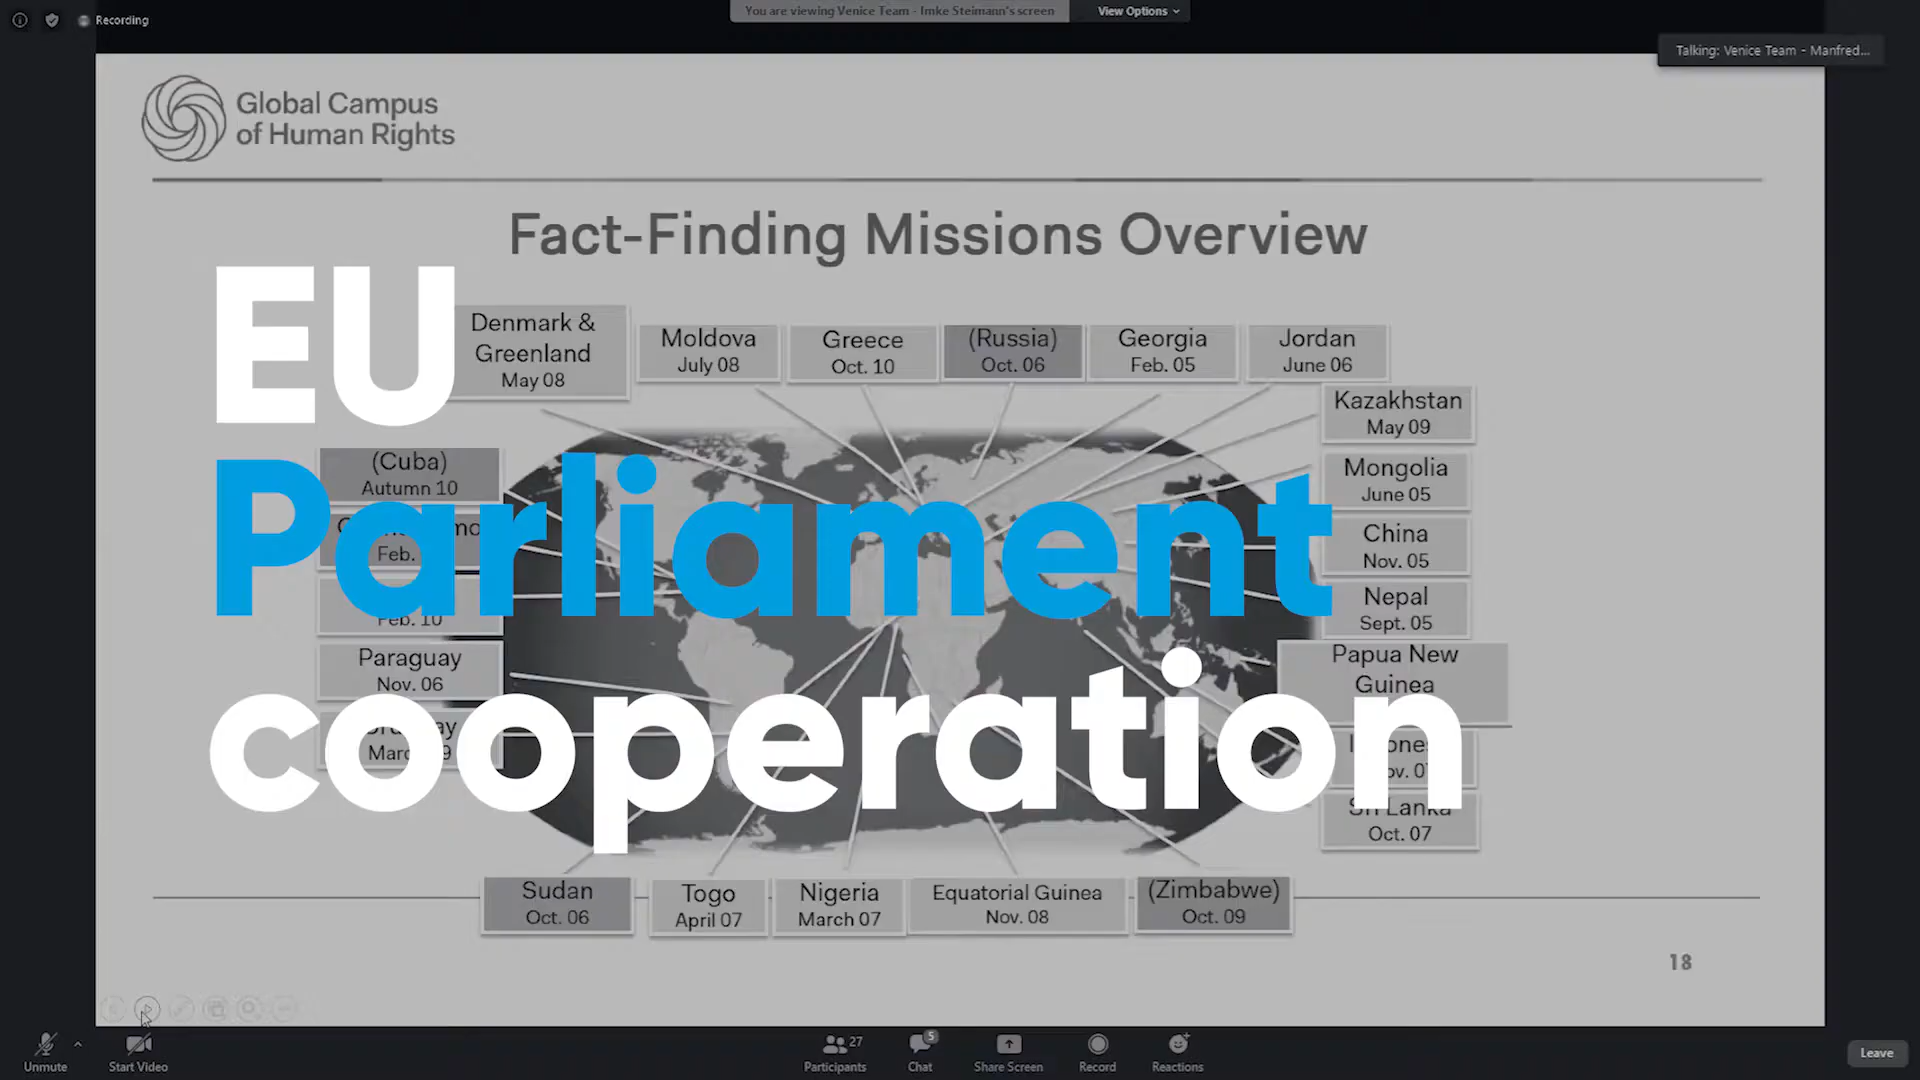 Recording
You are viewing Venice Team - Imke Steimann's screen
View Options
Talking: Venice Team - Manfred...
Global Campus
of Human Rights
Fact-Finding Missions Overview
EU
Parliament
cooperation
Denmark &
Greenland
May 08
Moldova
July 08
Greece
Oct. 10
(Russia)
Oct. 06
Georgia
Feb. 05
Jordan
June 06
Kazakhstan
May 09
(Cuba)
Autumn 10
Mongolia
June 05
Feb.
China
Nov. 05
Feb. 10
Nepal
Sept. 05
Paraguay
Nov. 06
Papua New
Guinea
Sri Lanka
Oct. 07
Sudan
Oct. 06
Togo
April 07
Nigeria
March 07
Equatorial Guinea
Nov. 08
(Zimbabwe)
Oct. 09
18
Unmute
Start Video
27
Participants
5
Chat
Share Screen
Record
Reactions
Leave